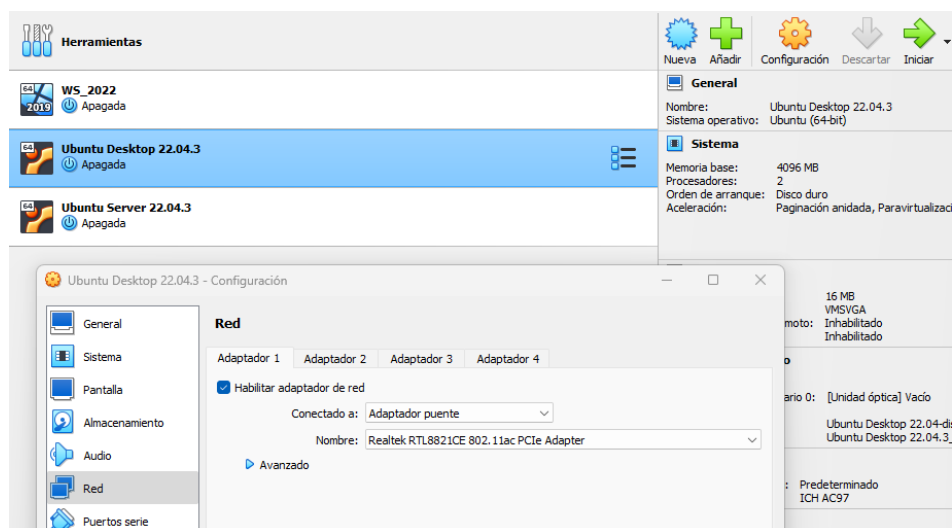 Herramientas
Nueva Añadir Configuración Descartar Iniciar
64 2019 WS_2022
Apagada
64 Ubuntu Desktop 22.04.3
Apagada
64 Ubuntu Server 22.04.3
Apagada
General
Nombre: Ubuntu Desktop 22.04.3
Sistema operativo: Ubuntu (64-bit)
Sistema
Memoria base: 4096 MB
Procesadores: 2
Orden de arranque: Disco duro
Aceleración: Paginación anidada, Paravirtualizaci
16 MB
VMSVGA
moto: Inhabilitado
Inhabilitado
o
ario 0: [Unidad óptica] Vacío
Ubuntu Desktop 22.04-dis
Ubuntu Desktop 22.04.3_
: Predeterminado
ICH AC97
Ubuntu Desktop 22.04.3 - Configuración
General
Sistema
Pantalla
Almacenamiento
Audio
Red
Puertos serie
Red
Adaptador 1 Adaptador 2 Adaptador 3 Adaptador 4
Habilitar adaptador de red
Conectado a: Adaptador puente
Nombre: Realtek RTL8821CE 802.11ac PCIe Adapter
Avanzado